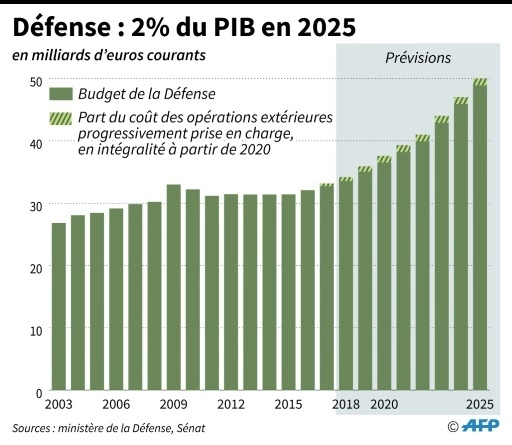 Défense : 2% du PIB en 2025
en milliards d'euros courants
Prévisions
50
Budget de la Défense
Part du coût des opérations extérieures
progressivement prise en charge,
en intégralité à partir de 2020
40
30
20
10
0
2003 2006 2009 2012 2015 2018 2020 2025
Sources : ministère de la Défense, Sénat
© AFP